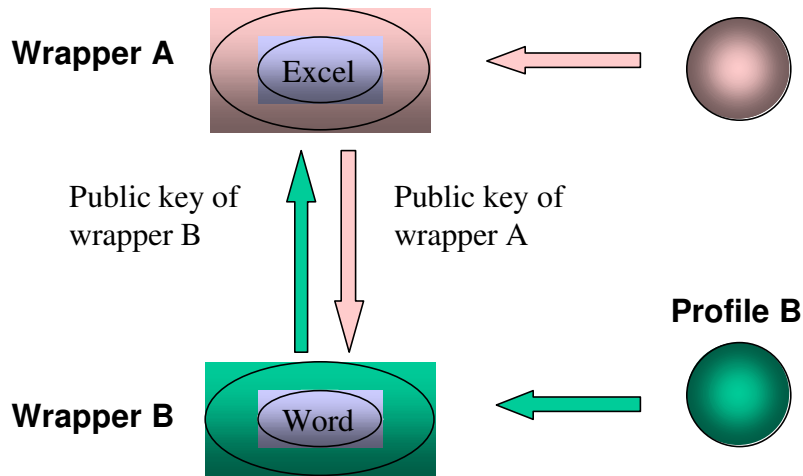 Wrapper A
Excel
Public key of
wrapper B
Public key of
wrapper A
Profile B
Wrapper B
Word